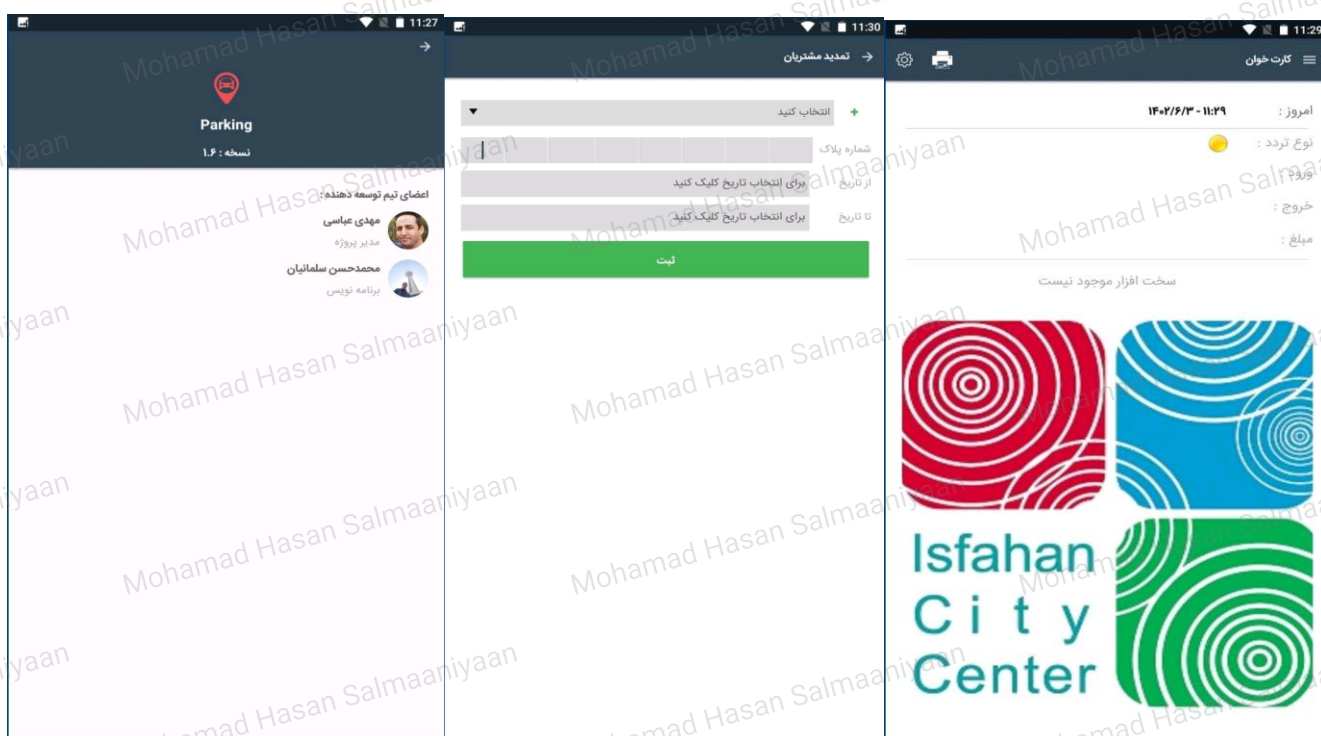 11:27
Parking
نسخه : ۱.۶
اعضای تیم توسعه دهنده :
مهدی عباسی
مدیر پروژه
محمدحسن سلمانیان
برنامه نویس
11:30
تمدید مشتریان
انتخاب کنید
شماره پلاک
از تاریخ
برای انتخاب تاریخ کلیک کنید
تا تاریخ
برای انتخاب تاریخ کلیک کنید
ثبت
11:29
کارت خوان
امروز :
۱۴۰۲/۶/۳ - ۱۱:۲۹
نوع تردد :
ورود :
خروج :
مبلغ :
سخت افزار موجود نیست
Isfahan
City
Center
Mohamad Hasan Salmaaniyaan